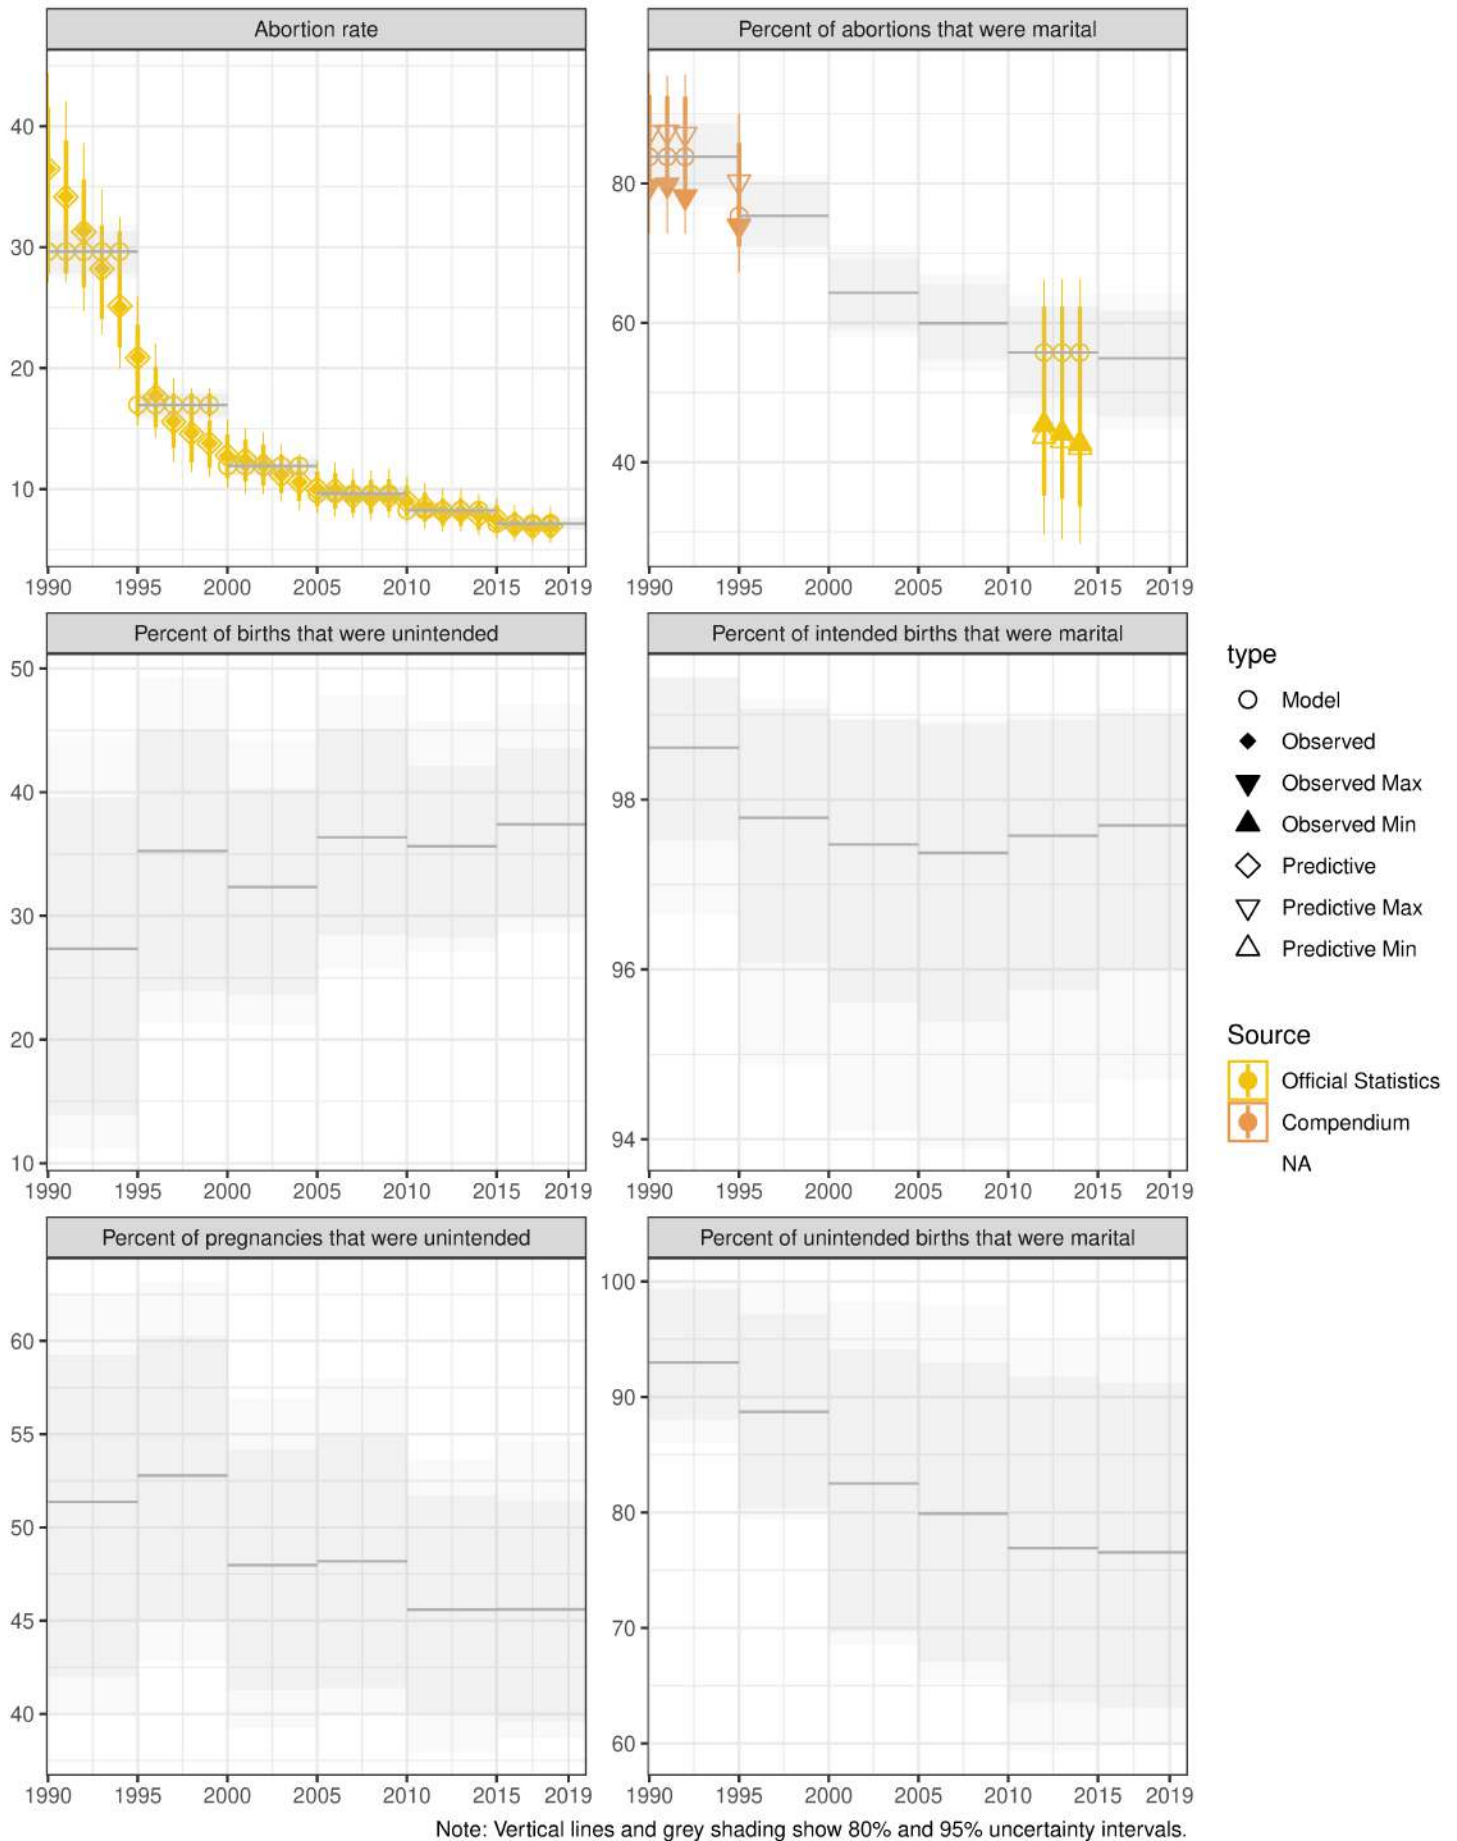 Abortion rate
40
30
20
10
1990 1995 2000 2005 2010 2015 2019
Percent of abortions that were marital
80
60
40
1990 1995 2000 2005 2010 2015 2019
Percent of births that were unintended
50
40
30
20
10
1990 1995 2000 2005 2010 2015 2019
Percent of intended births that were marital
98
96
94
1990 1995 2000 2005 2010 2015 2019
Percent of pregnancies that were unintended
60
55
50
45
40
1990 1995 2000 2005 2010 2015 2019
Percent of unintended births that were marital
100
90
80
70
60
1990 1995 2000 2005 2010 2015 2019
type
Model
Observed
Observed Max
Observed Min
Predictive
Predictive Max
Predictive Min
Source
Official Statistics
Compendium
NA
Note: Vertical lines and grey shading show 80% and 95% uncertainty intervals.